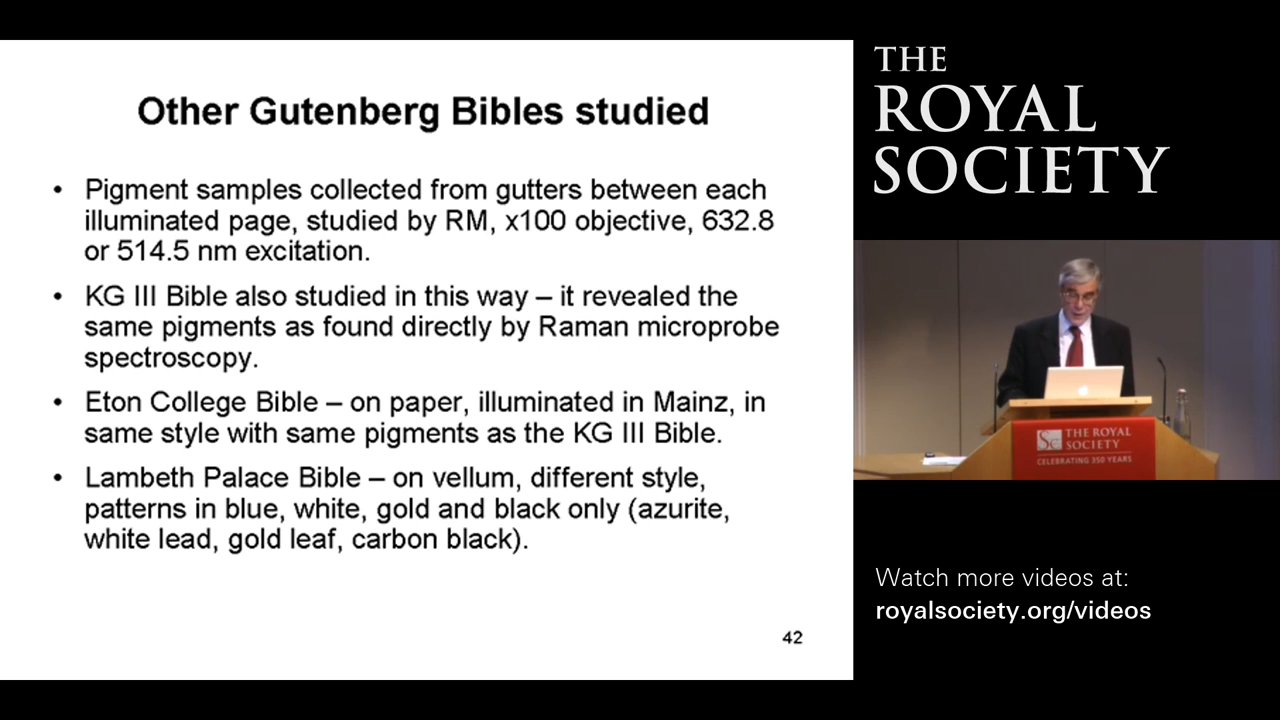 Other Gutenberg Bibles studied
• Pigment samples collected from gutters between each
illuminated page, studied by RM, x100 objective, 632.8
or 514.5 nm excitation.
• KG III Bible also studied in this way – it revealed the
same pigments as found directly by Raman microprobe
spectroscopy.
• Eton College Bible – on paper, illuminated in Mainz, in
same style with same pigments as the KG III Bible.
• Lambeth Palace Bible – on vellum, different style,
patterns in blue, white, gold and black only (azurite,
white lead, gold leaf, carbon black).
42
THE
ROYAL
SOCIETY
THE ROYAL
SOCIETY
CELEBRATING 350 YEARS
Watch more videos at:
royalsociety.org/videos